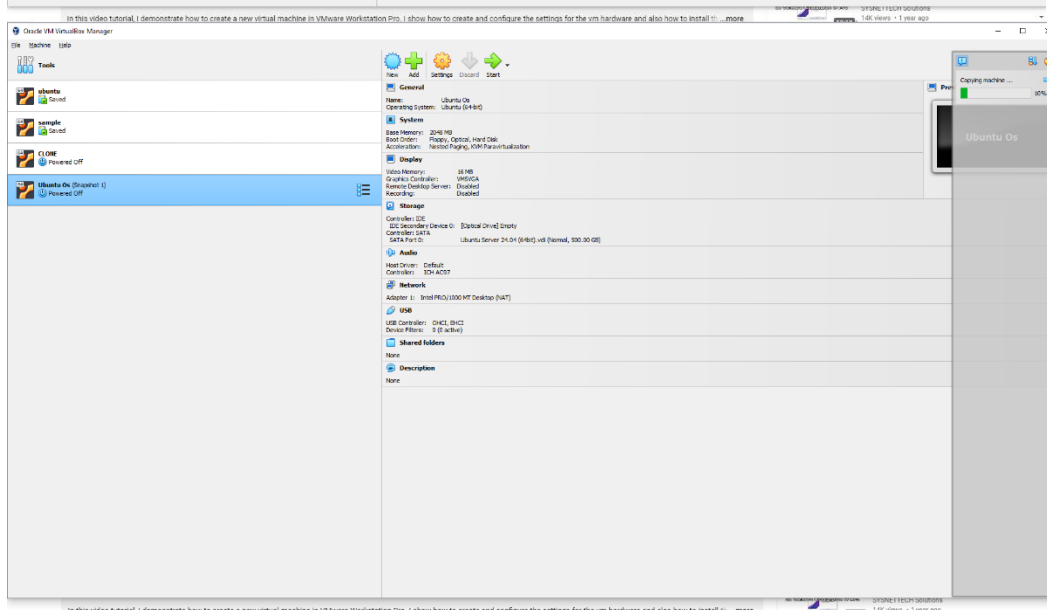 In this video tutorial, I demonstrate how to create a new virtual machine in VMware Workstation Pro. I show how to create and configure the settings for the vm hardware and also how to install th ...more
SYSNETTECH Solutions
14K views • 1 year ago
Oracle VM VirtualBox Manager
File Machine Help
Tools
New Add Settings Discard Start
ubuntu
Saved
sample
Saved
CLONE
Powered Off
Ubuntu Os (Snapshot 1)
Powered Off
General
Name: Ubuntu Os
Operating System: Ubuntu (64-bit)
System
Base Memory: 2048 MB
Boot Order: Floppy, Optical, Hard Disk
Acceleration: Nested Paging, KVM Paravirtualization
Display
Video Memory: 16 MB
Graphics Controller: VMSVGA
Remote Desktop Server: Disabled
Recording: Disabled
Storage
Controller: IDE
IDE Secondary Device 0: [Optical Drive] Empty
Controller: SATA
SATA Port 0: Ubuntu Server 24.04 (64bit).vdi (Normal, 500.00 GB)
Audio
Host Driver: Default
Controller: ICH AC97
Network
Adapter 1: Intel PRO/1000 MT Desktop (NAT)
USB
USB Controller: OHCI, EHCI
Device Filters: 0 (0 active)
Shared folders
None
Description
None
Pre
Copying machine ...
10%
Ubuntu Os